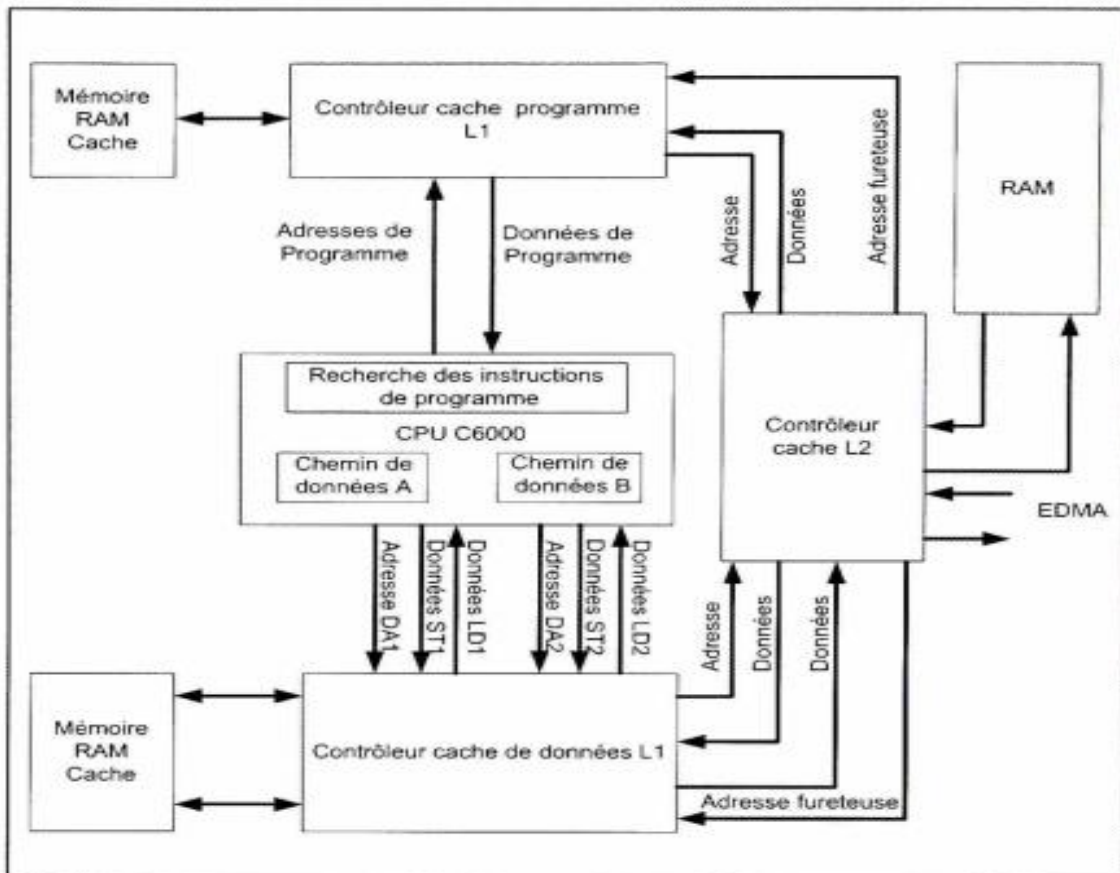 Mémoire
RAM
Cache
Contrôleur cache programme
L1
RAM
Adresses de
Programme
Données de
Programme
Adresse
Données
Adresse fureteuse
Recherche des instructions
de programme
CPU C6000
Chemin de
données A
Chemin de
données B
Contrôleur
cache L2
EDMA
Adresse DA1
Données ST1
Données LD1
Adresse DA2
Données ST2
Données LD2
Adresse
Données
Données
Mémoire
RAM
Cache
Contrôleur cache de données L1
Adresse fureteuse